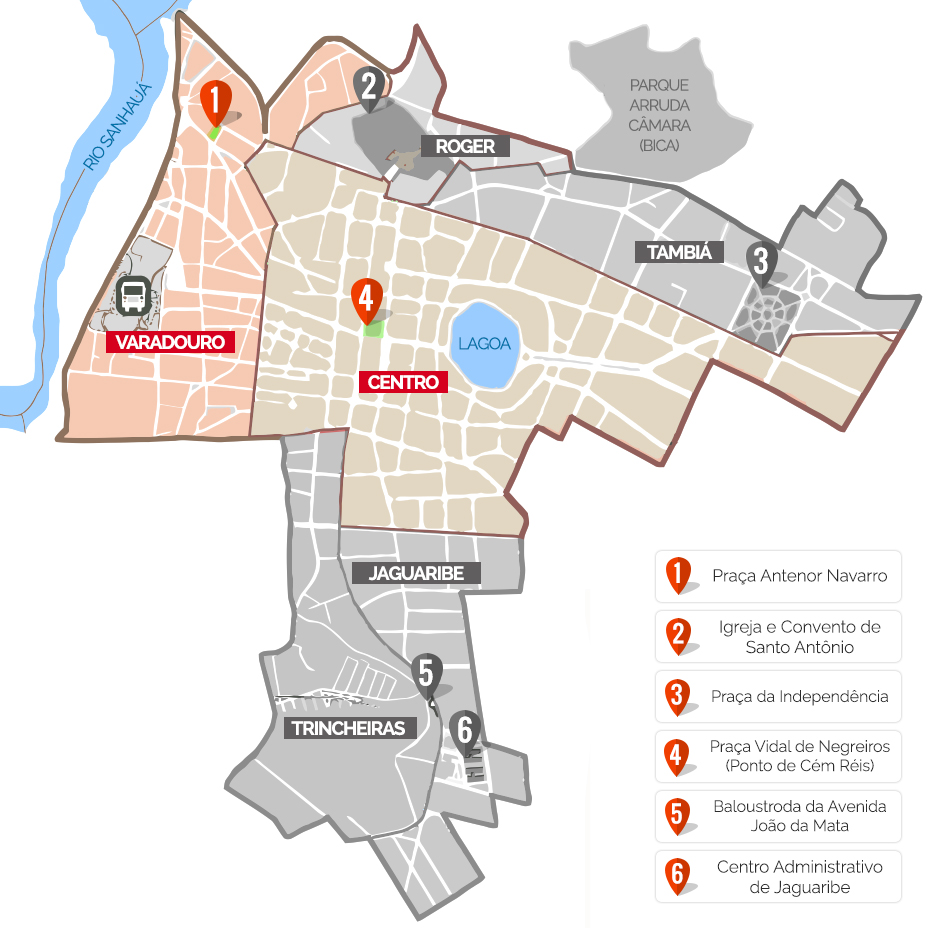 RIO SANHAUÁ
1
2
PARQUE
ARRUDA
CÂMARA
(BICA)
ROGER
TAMBIÁ
3
4
VARADOURO
LAGOA
CENTRO
JAGUARIBE
5
TRINCHEIRAS
6
1 Praça Antenor Navarro
2 Igreja e Convento de
Santo Antônio
3 Praça da Independência
4 Praça Vidal de Negreiros
(Ponto de Cém Réis)
5 Baloustroda da Avenida
João da Mata
6 Centro Administrativo
de Jaguaribe